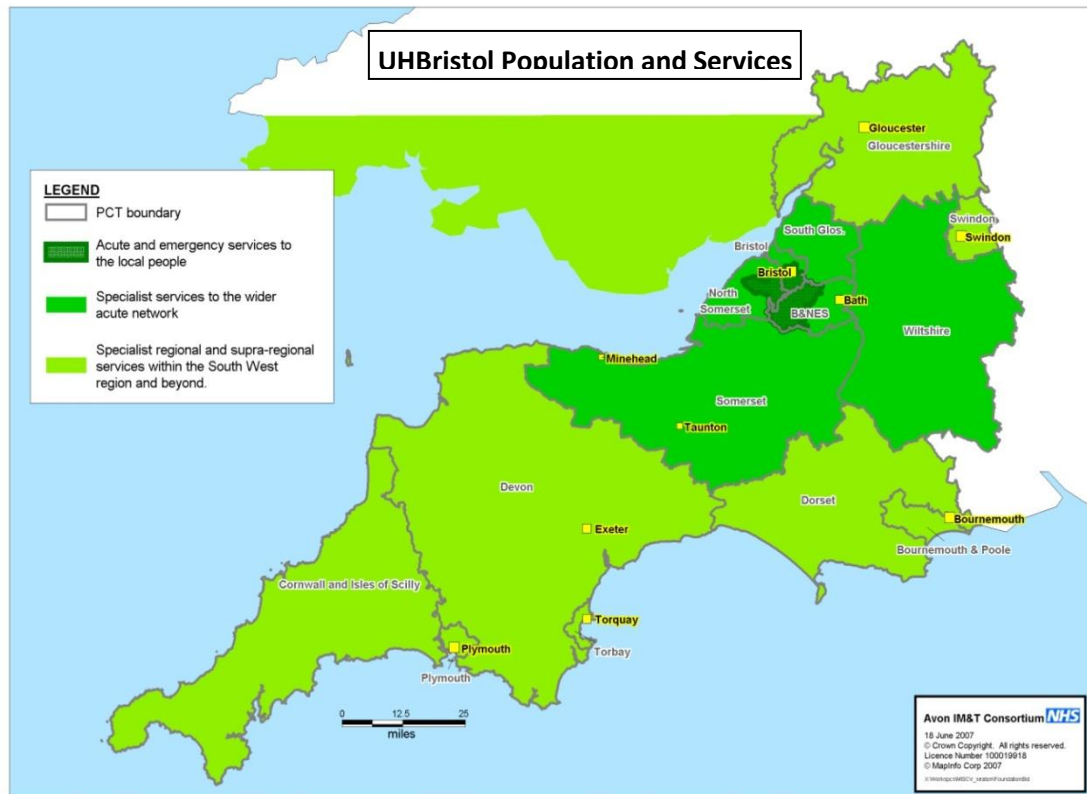 UHBristol Population and Services
LEGEND
PCT boundary
Acute and emergency services to
the local people
Specialist services to the wider
acute network
Specialist regional and supra-regional
services within the South West
region and beyond.
Gloucester
Gloucestershire
Swindon
Swindon
South Glos.
Bristol
Bristol
North
Somerset
Bath
B&NES
Wiltshire
Minehead
Somerset
Taunton
Devon
Dorset
Exeter
Bournemouth
Bournemouth & Poole
Cornwall and Isles of Scilly
Torquay
Torbay
Plymouth
Plymouth
0 12.5 25
miles
Avon IM&T Consortium NHS
18 June 2007
© Crown Copyright. All rights reserved.
Licence Number 100019918
© MapInfo Corp 2007